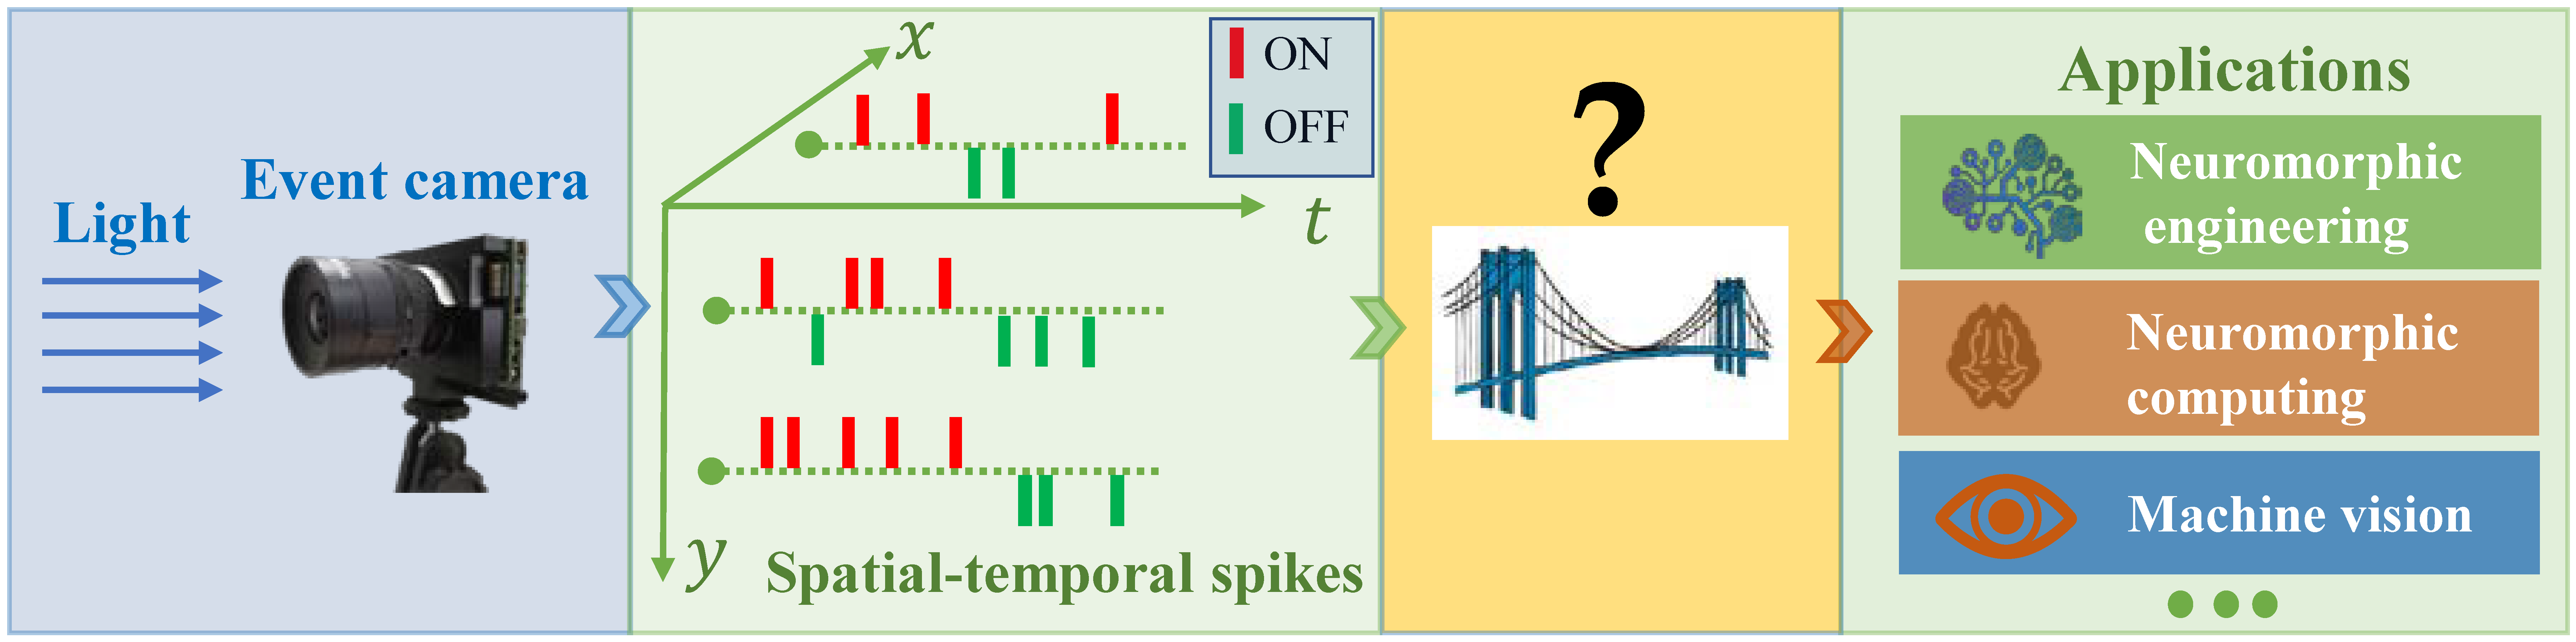 Light
Event camera
x
t
y
ON
OFF
Spatial-temporal spikes
?
Applications
Neuromorphic
engineering
Neuromorphic
computing
Machine vision